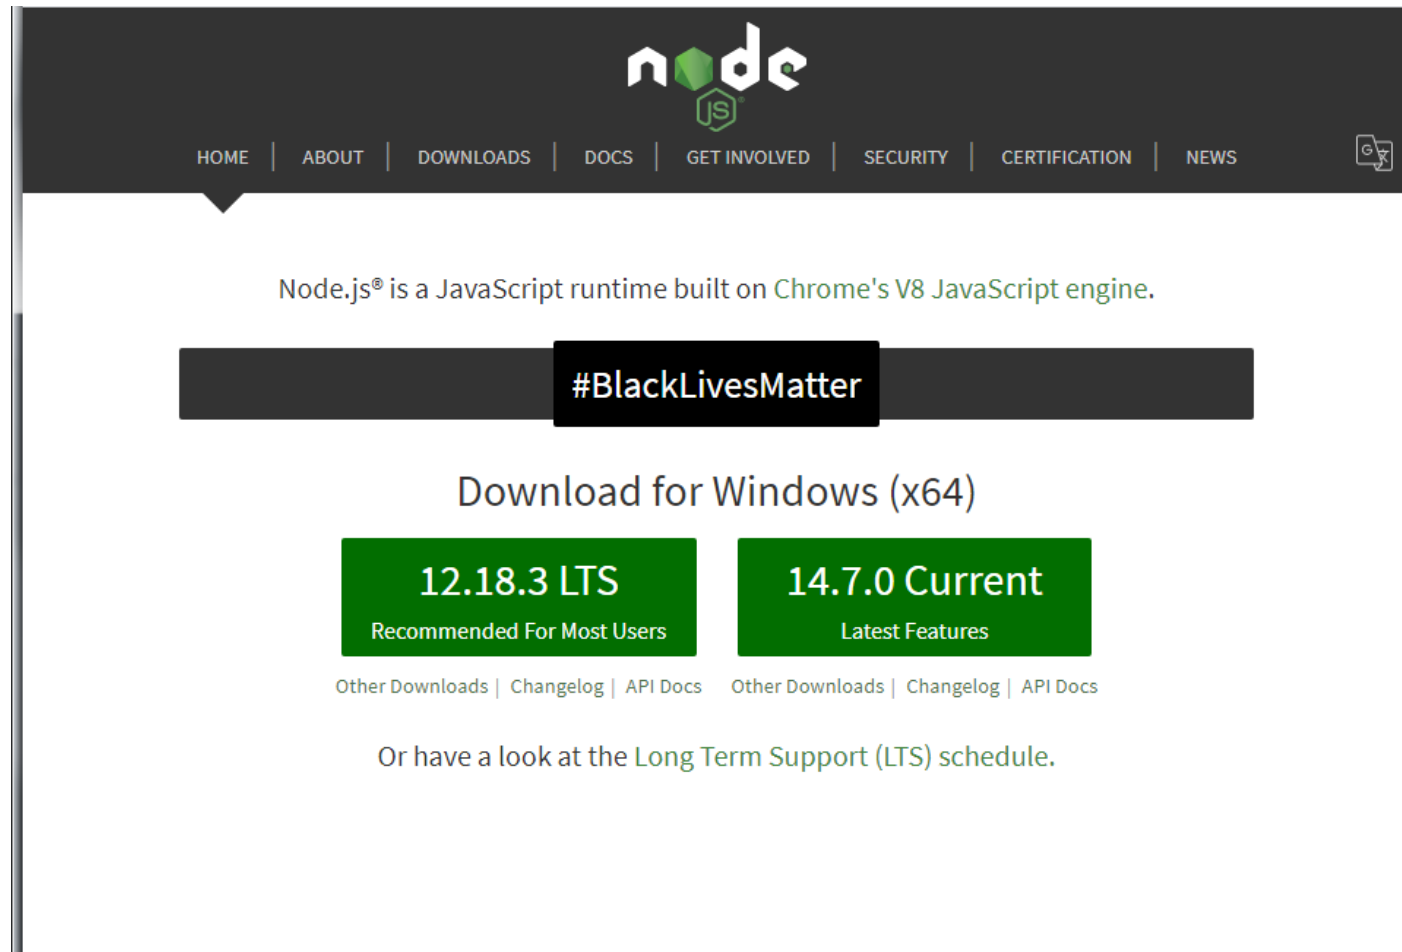 node
JS®
HOME | ABOUT | DOWNLOADS | DOCS | GET INVOLVED | SECURITY | CERTIFICATION | NEWS
G
Node.js® is a JavaScript runtime built on Chrome's V8 JavaScript engine.
#BlackLivesMatter
Download for Windows (x64)
12.18.3 LTS 14.7.0 Current
Recommended For Most Users Latest Features
Other Downloads | Changelog | API Docs Other Downloads | Changelog | API Docs
Or have a look at the Long Term Support (LTS) schedule.